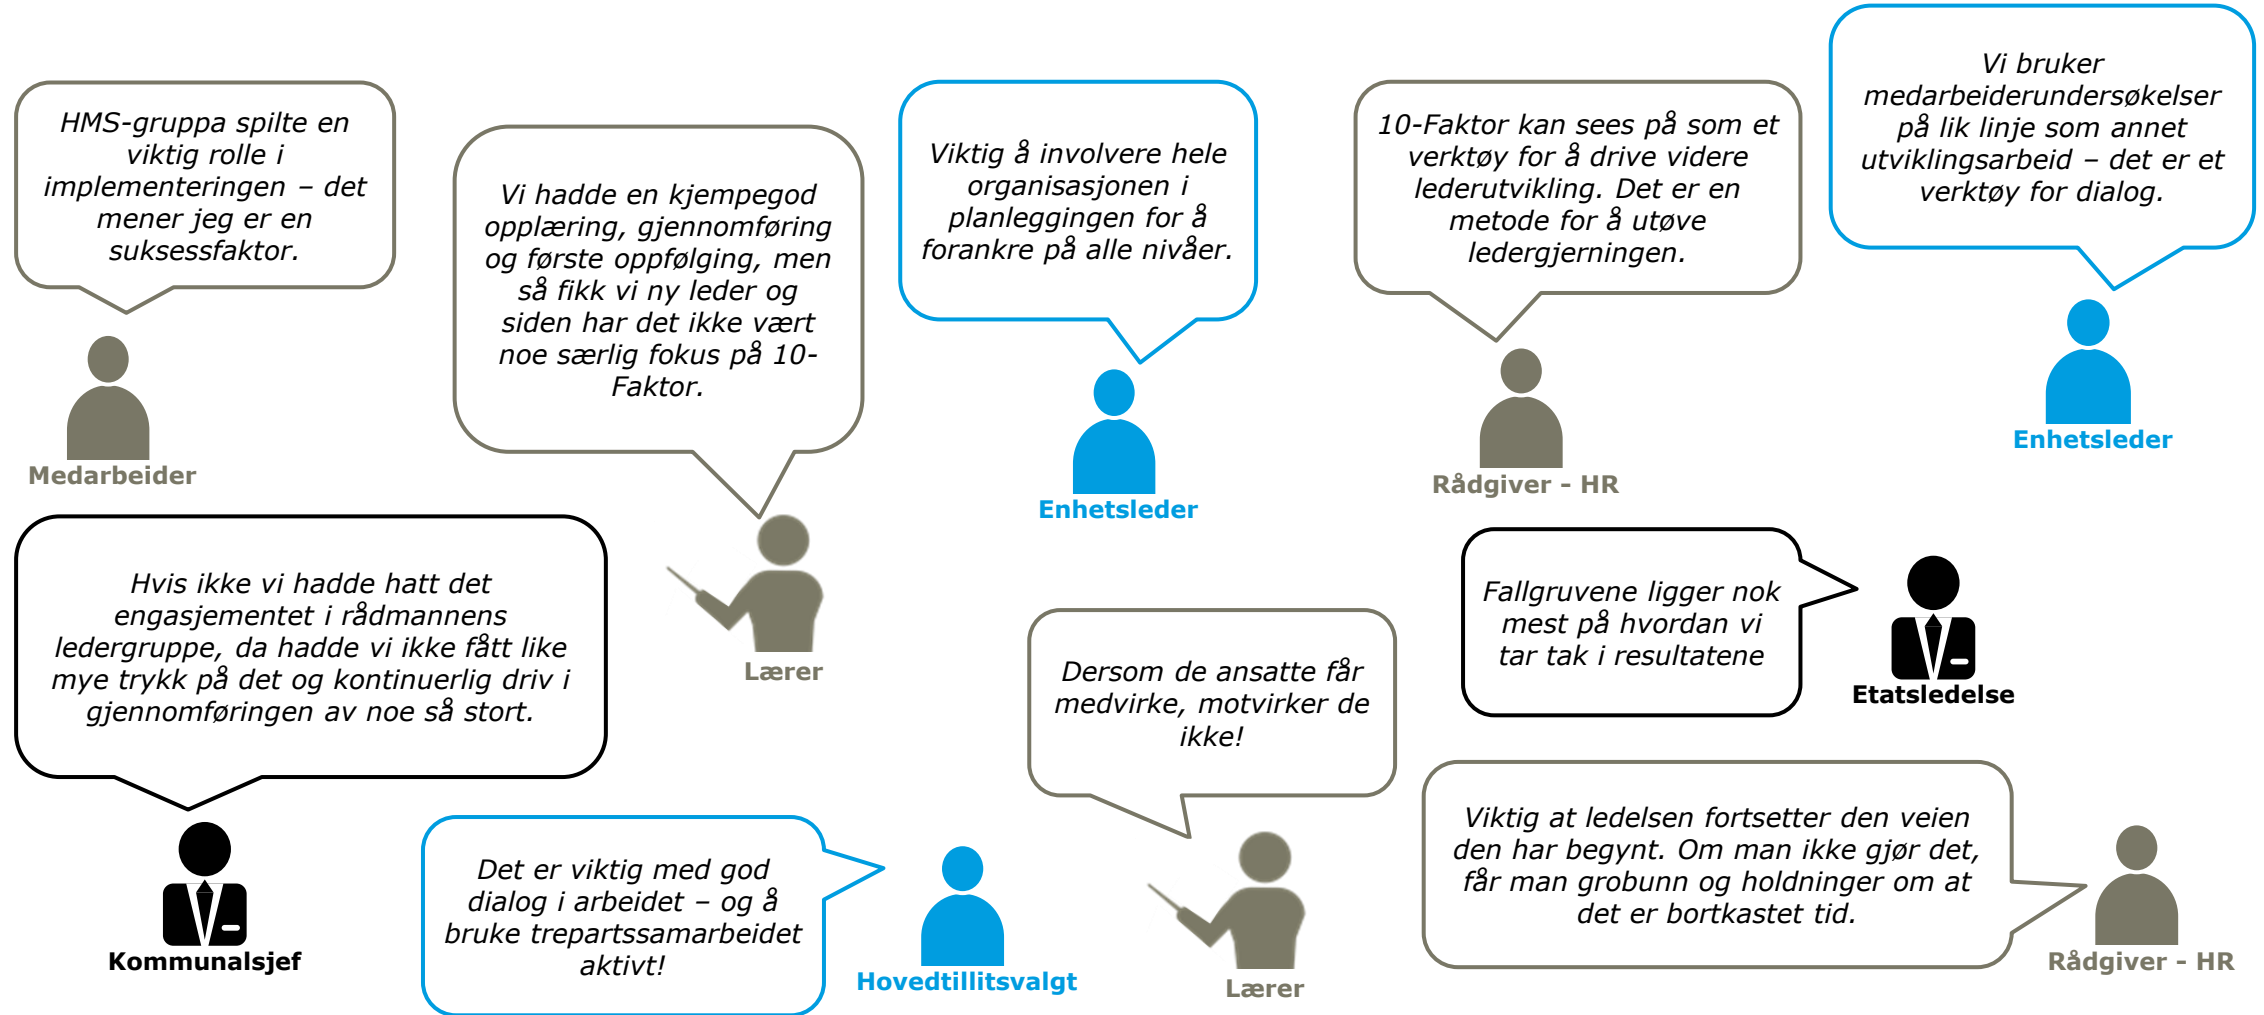 HMS-gruppa spilte en
viktig rolle i
implementeringen – det
mener jeg er en
suksessfaktor.
Medarbeider
Vi hadde en kjempegod
opplæring, gjennomføring
og første oppfølging, men
så fikk vi ny leder og
siden har det ikke vært
noe særlig fokus på 10-
Faktor.
Lærer
Viktig å involvere hele
organisasjonen i
planleggingen for å
forankre på alle nivåer.
Enhetsleder
10-Faktor kan sees på som et
verktøy for å drive videre
lederutvikling. Det er en
metode for å utøve
ledergjerningen.
Rådgiver - HR
Vi bruker
medarbeiderundersøkelser
på lik linje som annet
utviklingsarbeid – det er et
verktøy for dialog.
Enhetsleder
Hvis ikke vi hadde hatt det
engasjementet i rådmannens
ledergruppe, da hadde vi ikke fått like
mye trykk på det og kontinuerlig driv i
gjennomføringen av noe så stort.
Kommunalsjef
Det er viktig med god
dialog i arbeidet – og å
bruke trepartssamarbeidet
aktivt!
Hovedtillitsvalgt
Dersom de ansatte får
medvirke, motvirker de
ikke!
Lærer
Fallgruvene ligger nok
mest på hvordan vi
tar tak i resultatene
Etatsledelse
Viktig at ledelsen fortsetter den veien
den har begynt. Om man ikke gjør det,
får man grobunn og holdninger om at
det er bortkastet tid.
Rådgiver - HR